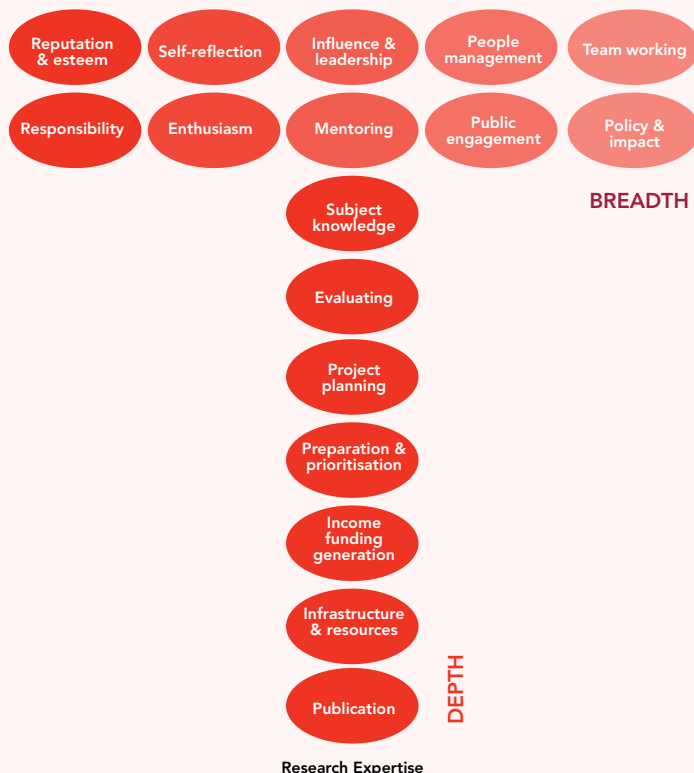 Reputation
& esteem
Self-reflection
Influence &
leadership
People
management
Team working
Responsibility
Enthusiasm
Mentoring
Public
engagement
Policy &
impact
BREADTH
Subject
knowledge
Evaluating
Project
planning
Preparation &
prioritisation
Income
funding
generation
Infrastructure
& resources
Publication
DEPTH
Research Expertise